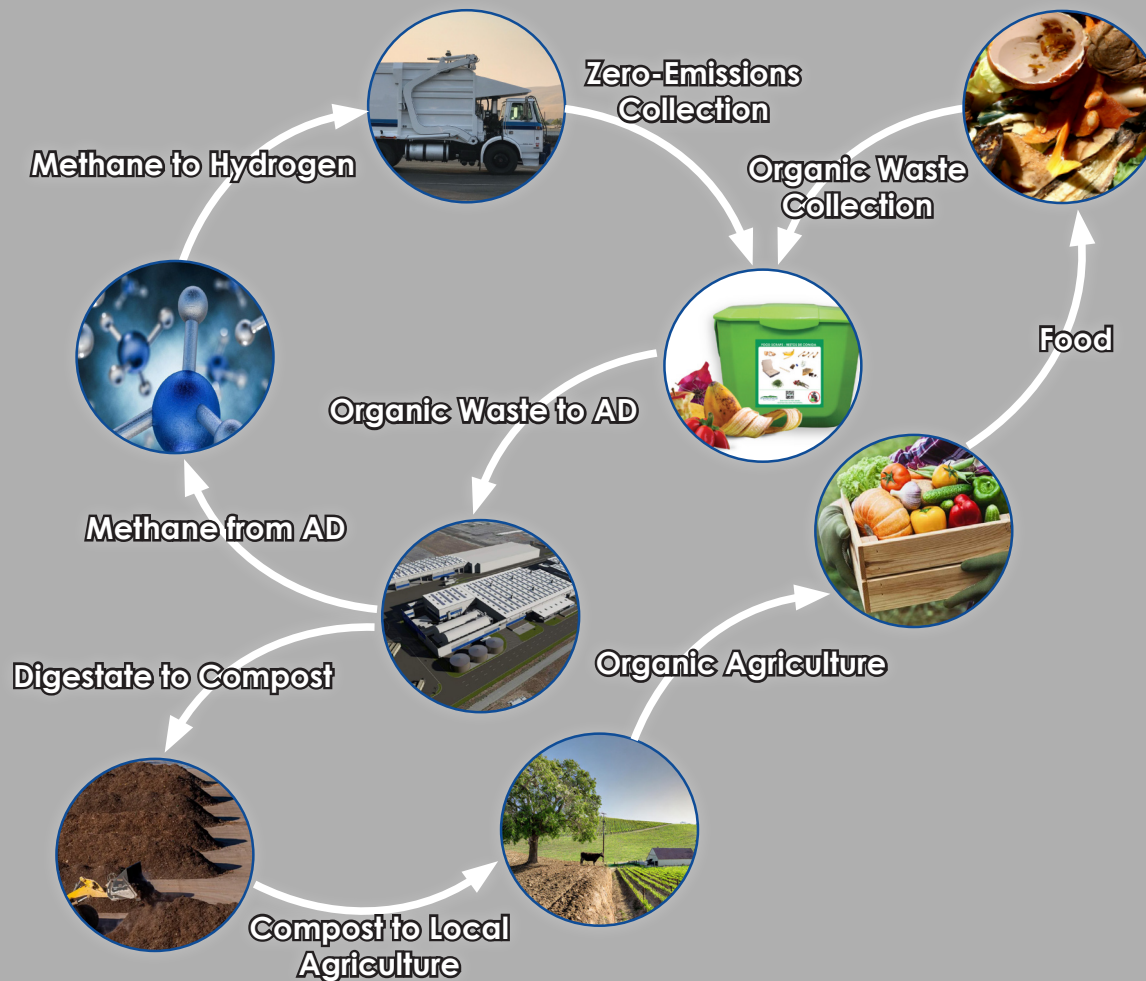 Zero-Emissions
Collection
Methane to Hydrogen
Organic Waste
Collection
Food
Organic Waste to AD
Methane from AD
Organic Agriculture
Digestate to Compost
Compost to Local
Agriculture